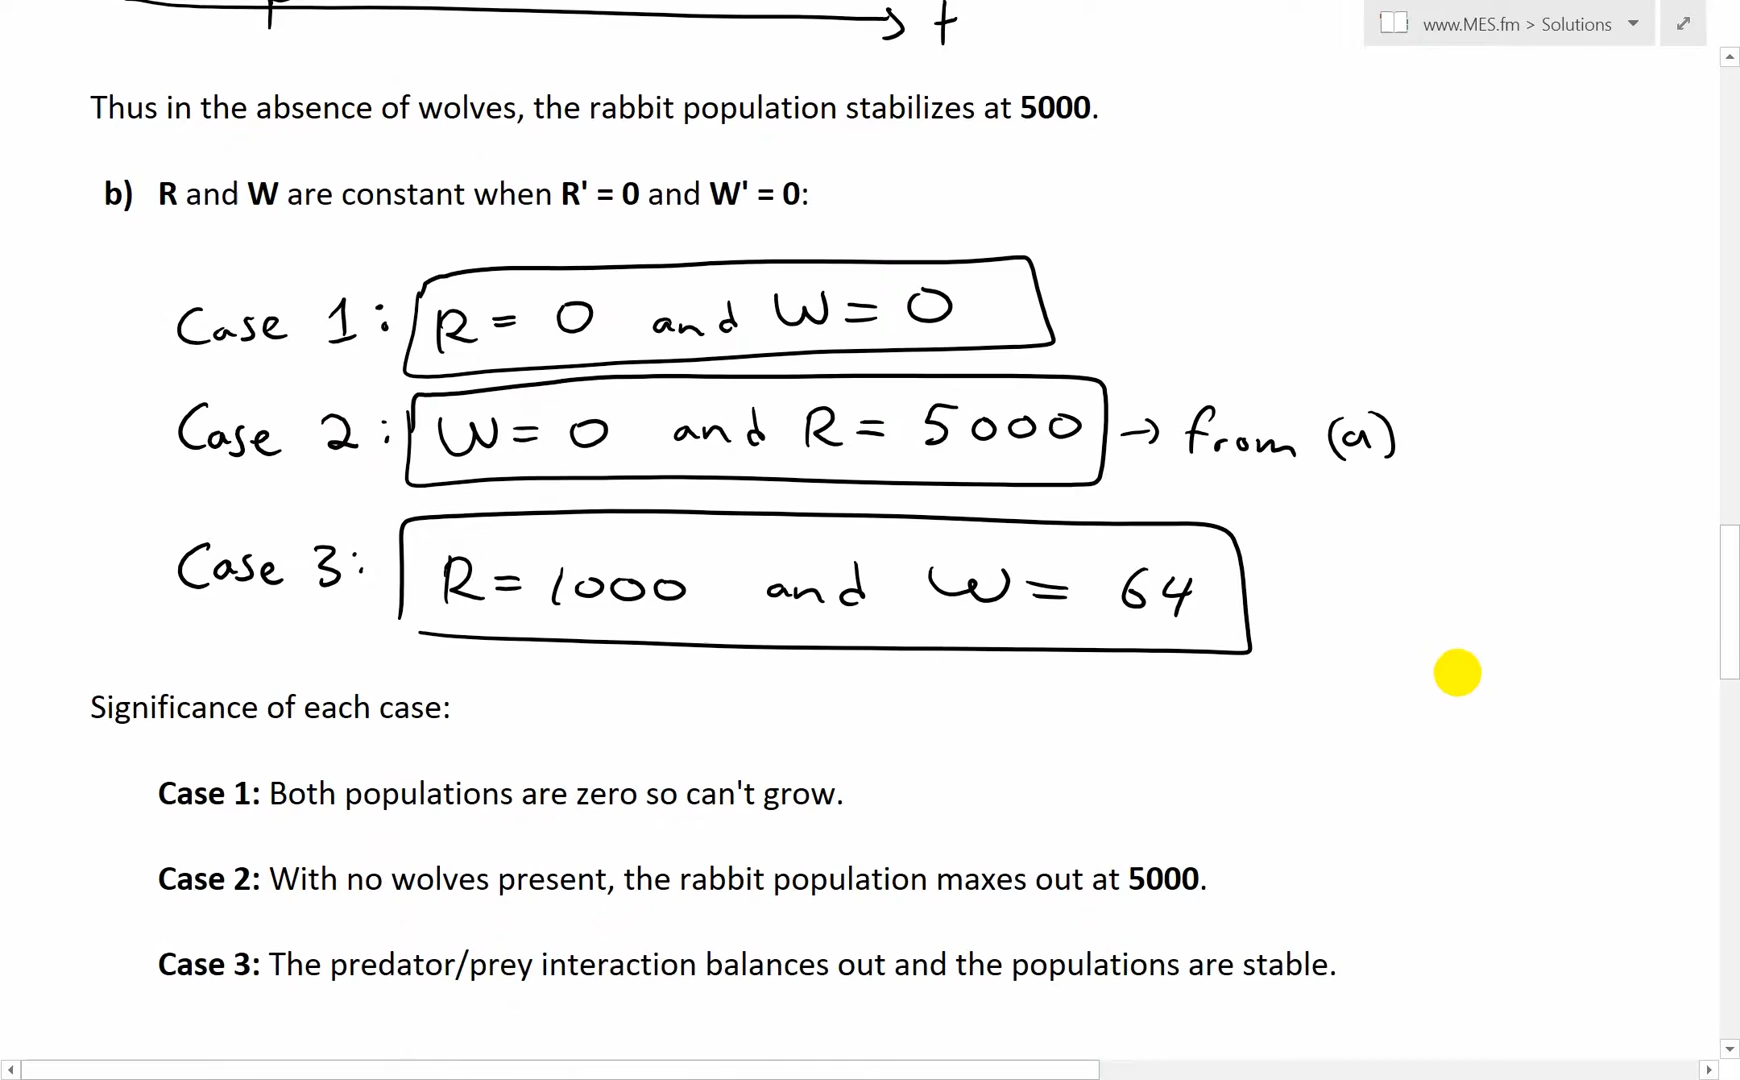 www.MES.fm > Solutions
t
Thus in the absence of wolves, the rabbit population stabilizes at 5000.
b) R and W are constant when R' = 0 and W' = 0:
Case 1: R = 0 and W = 0
Case 2: W = 0 and R = 5000 → from (a)
Case 3: R = 1000 and W = 64
Significance of each case:
Case 1: Both populations are zero so can't grow.
Case 2: With no wolves present, the rabbit population maxes out at 5000.
Case 3: The predator/prey interaction balances out and the populations are stable.